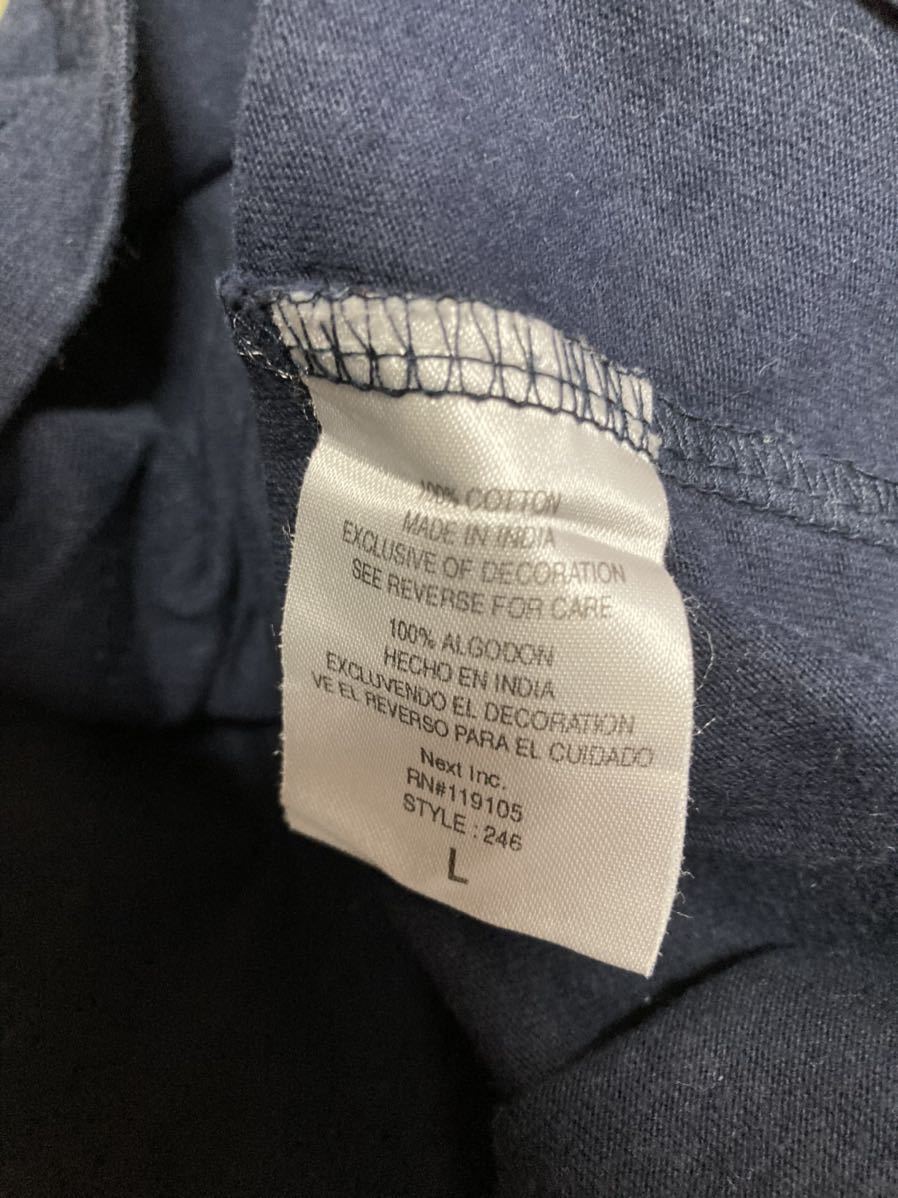 100% COTTON
MADE IN INDIA
EXCLUSIVE OF DECORATION
SEE REVERSE FOR CARE
100% ALGODON
HECHO EN INDIA
EXCLUVENDO EL DECORATION
VE EL REVERSO PARA EL CUIDADO
Next Inc.
RN#119105
STYLE : 246
L